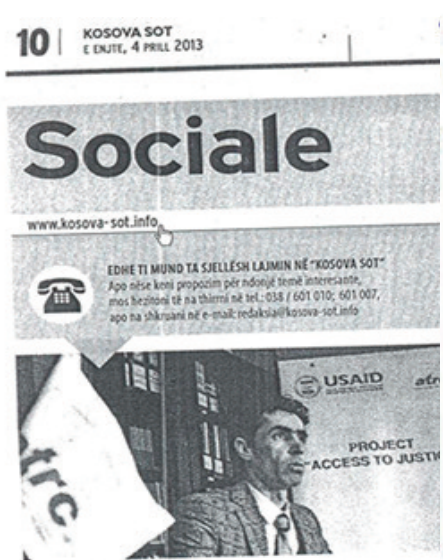 10 | KOSOVA SOT
E ENJTE, 4 PRILL 2013
Sociale
www.kosova-sot.info
EDHE TI MUND TA SJELLËSH LAJMIN NË "KOSOVA SOT"
Apo nëse keni propozim për ndonjë temë interesante,
mos hezitoni të na thirrni në tel.: 038 / 601 010; 601 007,
apo na shkruani në e-mail: redaksia@kosova-sot.info
USAID
atrc
PROJECT
"ACCESS TO JUSTIC
trc